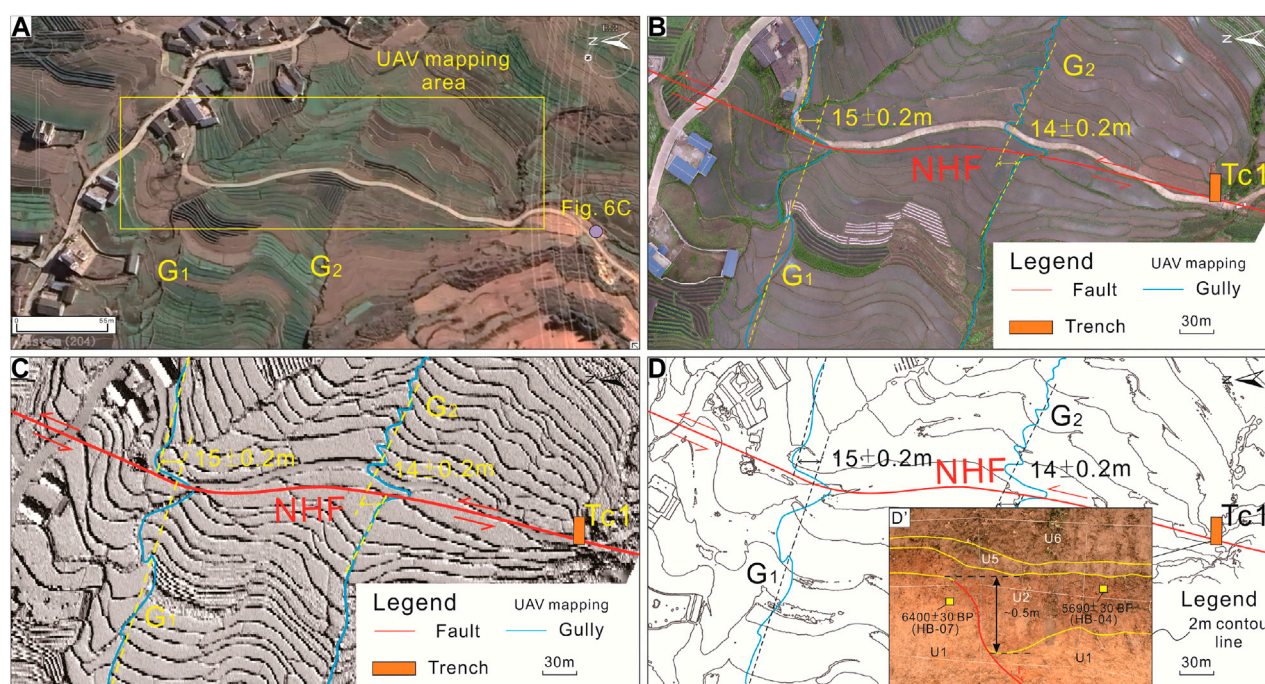 A
UAV mapping
area
N
Fig. 6C
G1
G2
0
55m
(204)
B
N
G2
15±0.2m
14±0.2m
NHF
Tc1
G1
Legend
UAV mapping
Fault
Gully
Trench
30m
C
N
G2
15±0.2m
14±0.2m
NHF
Tc1
G1
Legend
UAV mapping
Fault
Gully
Trench
30m
D
N
G2
15±0.2m
14±0.2m
NHF
Tc1
G1
D'
U6
U5
U2
~0.5m
6400±30 BP
(HB-07)
5690±30 BP
(HB-04)
U1
U1
Legend
2m contour
line
30m